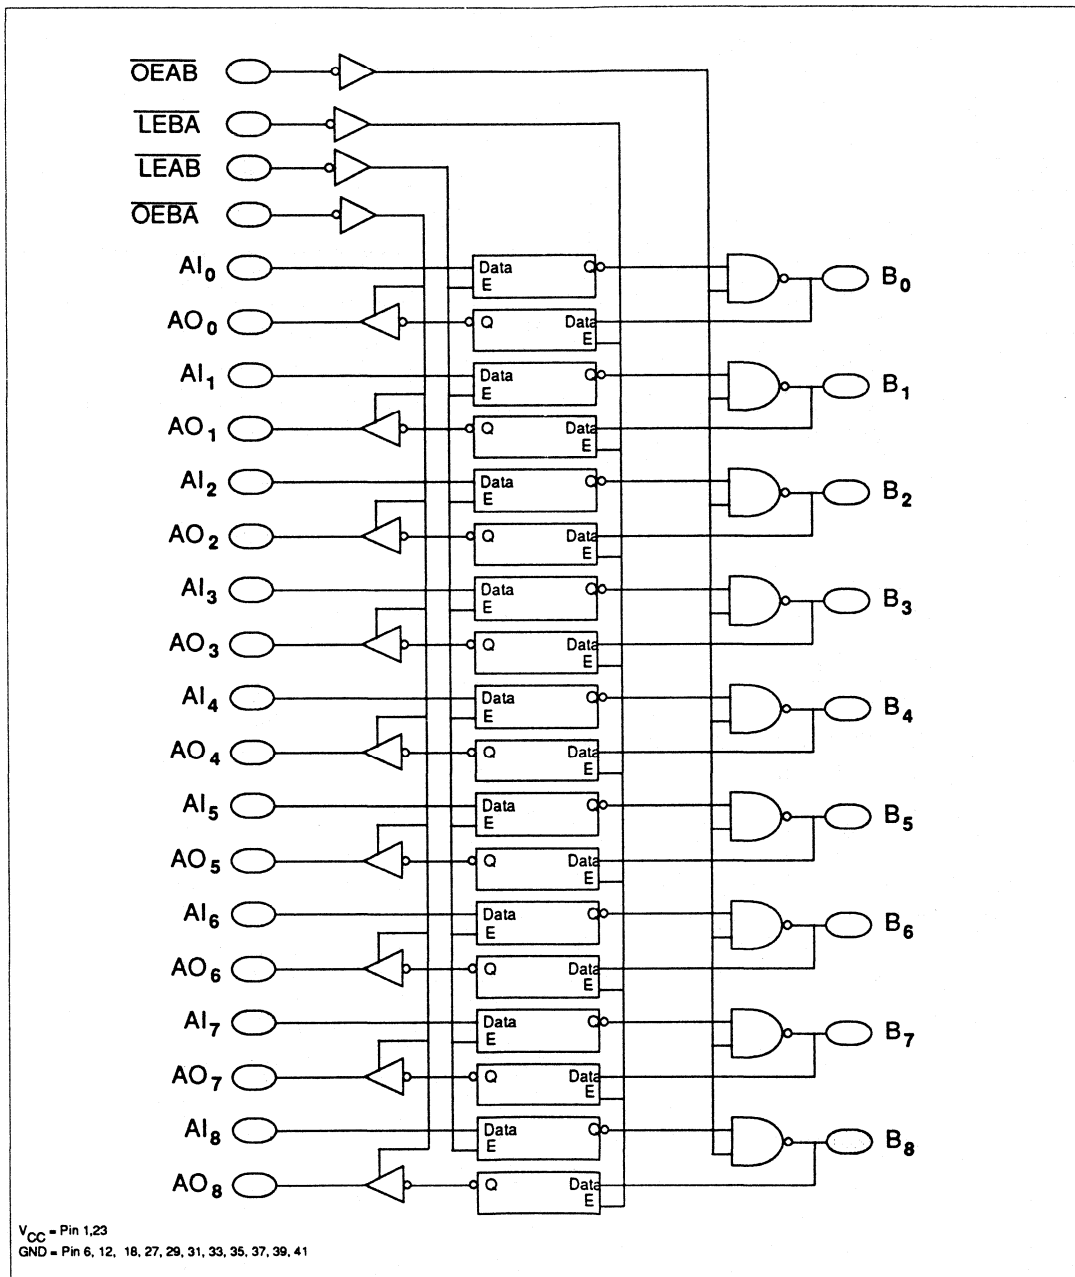 OEAB
LEBA
LEAB
OEBA
AI0 Data Q B0
E
AO0 Q Data
E
AI1 Data Q B1
E
AO1 Q Data
E
AI2 Data Q B2
E
AO2 Q Data
E
AI3 Data Q B3
E
AO3 Q Data
E
AI4 Data Q B4
E
AO4 Q Data
E
AI5 Data Q B5
E
AO5 Q Data
E
AI6 Data Q B6
E
AO6 Q Data
E
AI7 Data Q B7
E
AO7 Q Data
E
AI8 Data Q B8
E
AO8 Q Data
E
VCC = Pin 1,23
GND = Pin 6, 12, 18, 27, 29, 31, 33, 35, 37, 39, 41